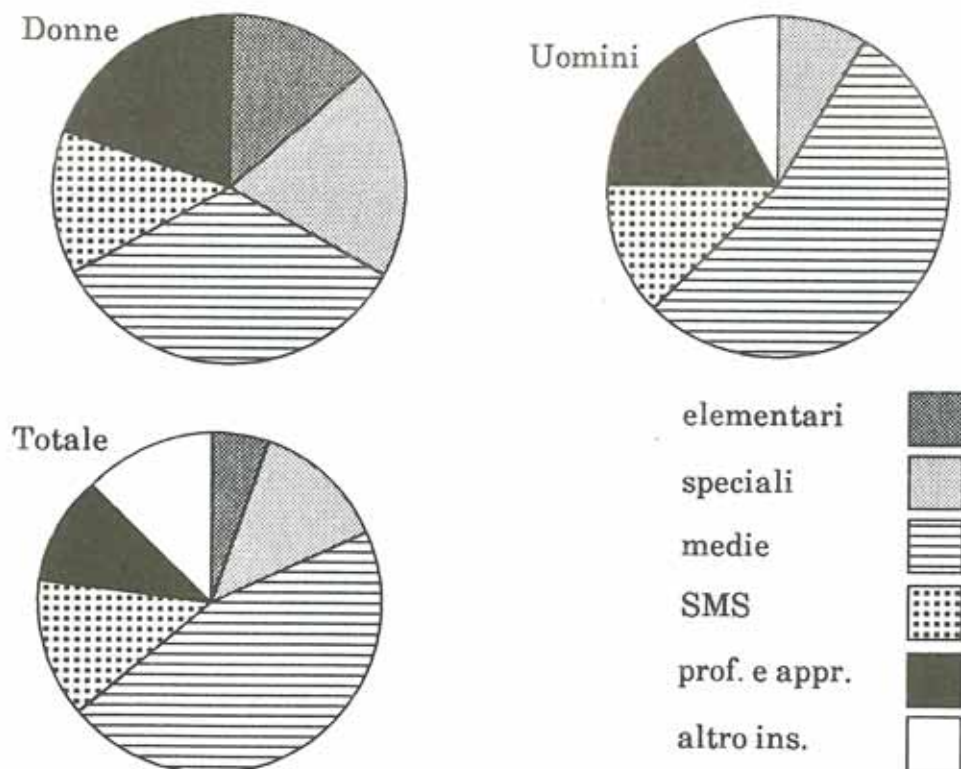 Donne
Uomini
Totale
elementari
speciali
medie
SMS
prof. e appr.
altro ins.